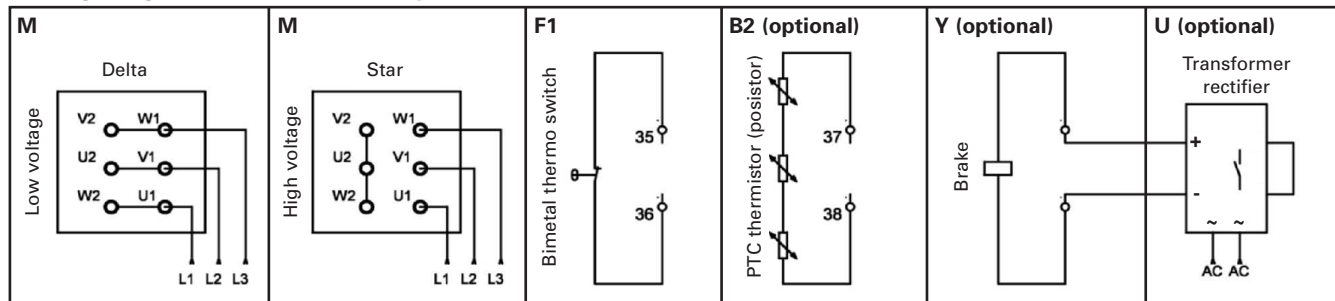 M
Delta
Low voltage
V2 W1
U2 V1
W2 U1
L1 L2 L3
M
Star
High voltage
V2 W1
U2 V1
W2 U1
L1 L2 L3
F1
Bimetal thermo switch
35
36
B2 (optional)
PTC thermistor (posistor)
37
38
Y (optional)
Brake
U (optional)
Transformer
rectifier
+
-
~ ~
AC AC